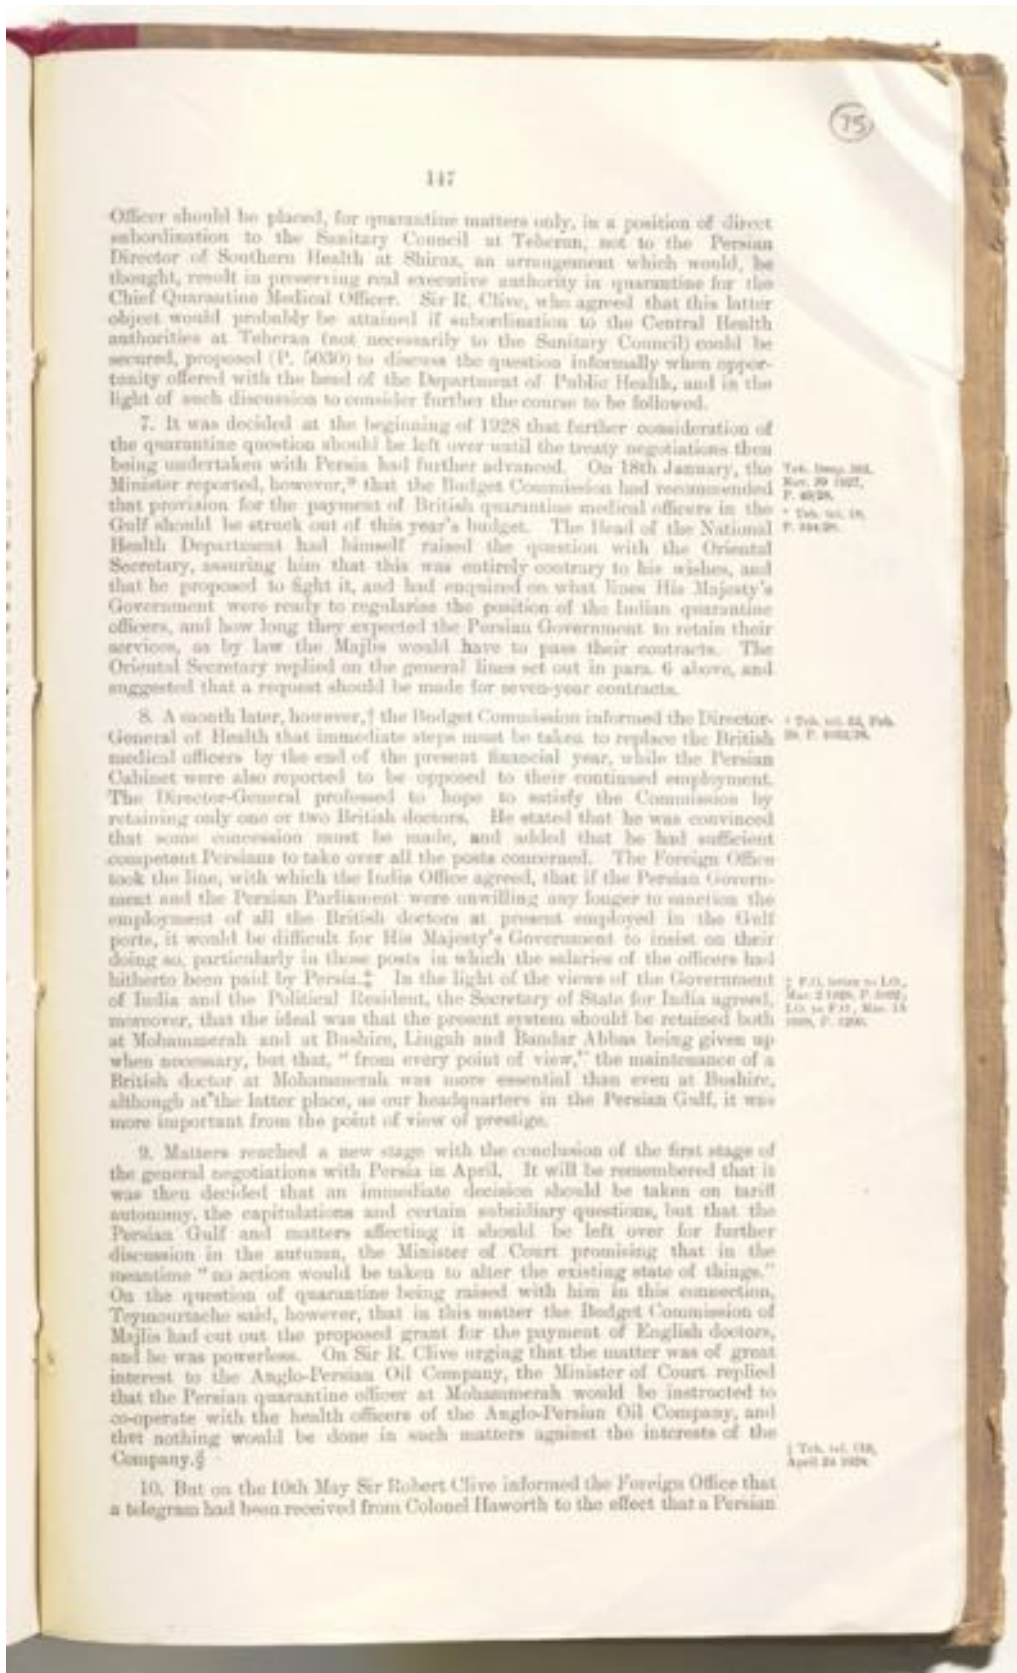 75
147
Officer should be placed, for quarantine matters only, in a position of direct
subordination to the Sanitary Council at Teheran, not to the Persian
Director of Southern Health at Shiraz, an arrangement which would, he
thought, result in preserving real executive authority in quarantine for the
Chief Quarantine Medical Officer. Sir R. Clive, who agreed that this latter
object would probably be attained if subordination to the Central Health
authorities at Teheran (not necessarily to the Sanitary Council) could be
secured, proposed (P. 5030) to discuss the question informally when oppor-
tunity offered with the head of the Department of Public Health, and in the
light of such discussion to consider further the course to be followed.
7. It was decided at the beginning of 1928 that further consideration of
the quarantine question should be left over until the treaty negotiations then
being undertaken with Persia had further advanced. On 18th January, the
Minister reported, however,* that the Budget Commission had recommended
that provision for the payment of British quarantine medical officers in the
Gulf should be struck out of this year's budget. The Head of the National
Health Department had himself raised the question with the Oriental
Secretary, assuring him that this was entirely contrary to his wishes, and
that he proposed to fight it, and had enquired on what lines His Majesty's
Government were ready to regularise the position of the Indian quarantine
officers, and how long they expected the Persian Government to retain their
services, as by law the Majlis would have to pass their contracts. The
Oriental Secretary replied on the general lines set out in para. 6 above, and
suggested that a request should be made for seven-year contracts.
Nov. 29 1927,
* Teh. tel. 18,
8. A month later, however,† the Budget Commission informed the Director-
General of Health that immediate steps must be taken to replace the British
medical officers by the end of the present financial year, while the Persian
Cabinet were also reported to be opposed to their continued employment.
The Director-General professed to hope to satisfy the Commission by
retaining only one or two British doctors. He stated that he was convinced
that some concession must be made, and added that he had sufficient
competent Persians to take over all the posts concerned. The Foreign Office
took the line, with which the India Office agreed, that if the Persian Govern-
ment and the Persian Parliament were unwilling any longer to sanction the
employment of all the British doctors at present employed in the Gulf
ports, it would be difficult for His Majesty's Government to insist on their
doing so, particularly in those posts in which the salaries of the officers had
hitherto been paid by Persia.‡ In the light of the views of the Government
of India and the Political Resident, the Secretary of State for India agreed,
moreover, that the ideal was that the present system should be retained both
at Mohammerah and at Bushire, Lingah and Bandar Abbas being given up
when necessary, but that, "from every point of view," the maintenance of a
British doctor at Mohammerah was more essential than even at Bushire,
although at the latter place, as our headquarters in the Persian Gulf, it was
more important from the point of view of prestige.
‡ F.O. letter to I.O.,
9. Matters reached a new stage with the conclusion of the first stage of
the general negotiations with Persia in April. It will be remembered that it
was then decided that an immediate decision should be taken on tariff
autonomy, the capitulations and certain subsidiary questions, but that the
Persian Gulf and matters affecting it should be left over for further
discussion in the autumn, the Minister of Court promising that in the
meantime "no action would be taken to alter the existing state of things."
On the question of quarantine being raised with him in this connection,
Teymourtache said, however, that in this matter the Budget Commission of
Majlis had cut out the proposed grant for the payment of English doctors,
and he was powerless. On Sir R. Clive urging that the matter was of great
interest to the Anglo-Persian Oil Company, the Minister of Court replied
that the Persian quarantine officer at Mohammerah would be instructed to
co-operate with the health officers of the Anglo-Persian Oil Company, and
that nothing would be done in such matters against the interests of the
Company.§
10. But on the 10th May Sir Robert Clive informed the Foreign Office that
a telegram had been received from Colonel Haworth to the effect that a Persian